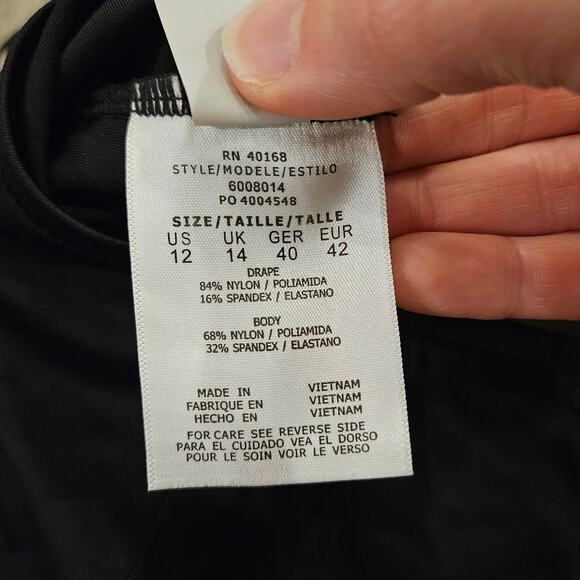 RN 40168
STYLE/MODELE/ESTILO
6008014
PO 4004548
SIZE/TAILLE/TALLE
US UK GER EUR
12 14 40 42
DRAPE
84% NYLON / POLIAMIDA
16% SPANDEX / ELASTANO
BODY
68% NYLON / POLIAMIDA
32% SPANDEX / ELASTANO
MADE IN VIETNAM
FABRIQUE EN VIETNAM
HECHO EN VIETNAM
FOR CARE SEE REVERSE SIDE
PARA EL CUIDADO VEA EL DORSO
POUR LE SOIN VOIR LE VERSO